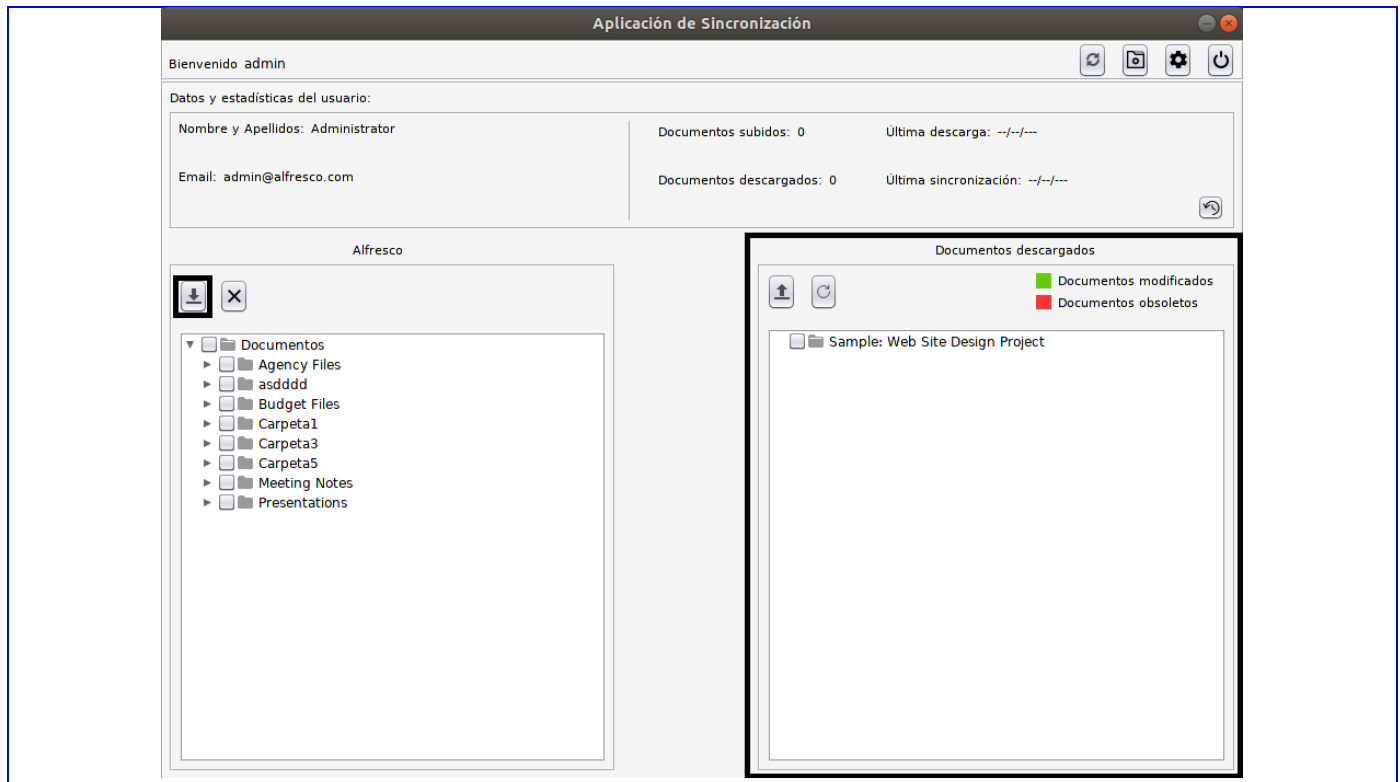 Aplicación de Sincronización
Bienvenido admin
Datos y estadísticas del usuario:
Nombre y Apellidos: Administrator
Email: admin@alfresco.com
Documentos subidos: 0
Última descarga: --/--/---
Documentos descargados: 0
Última sincronización: --/--/---
Alfresco
Documentos
Agency Files
asdddd
Budget Files
Carpeta1
Carpeta3
Carpeta5
Meeting Notes
Presentations
Documentos descargados
Documentos modificados
Documentos obsoletos
Sample: Web Site Design Project